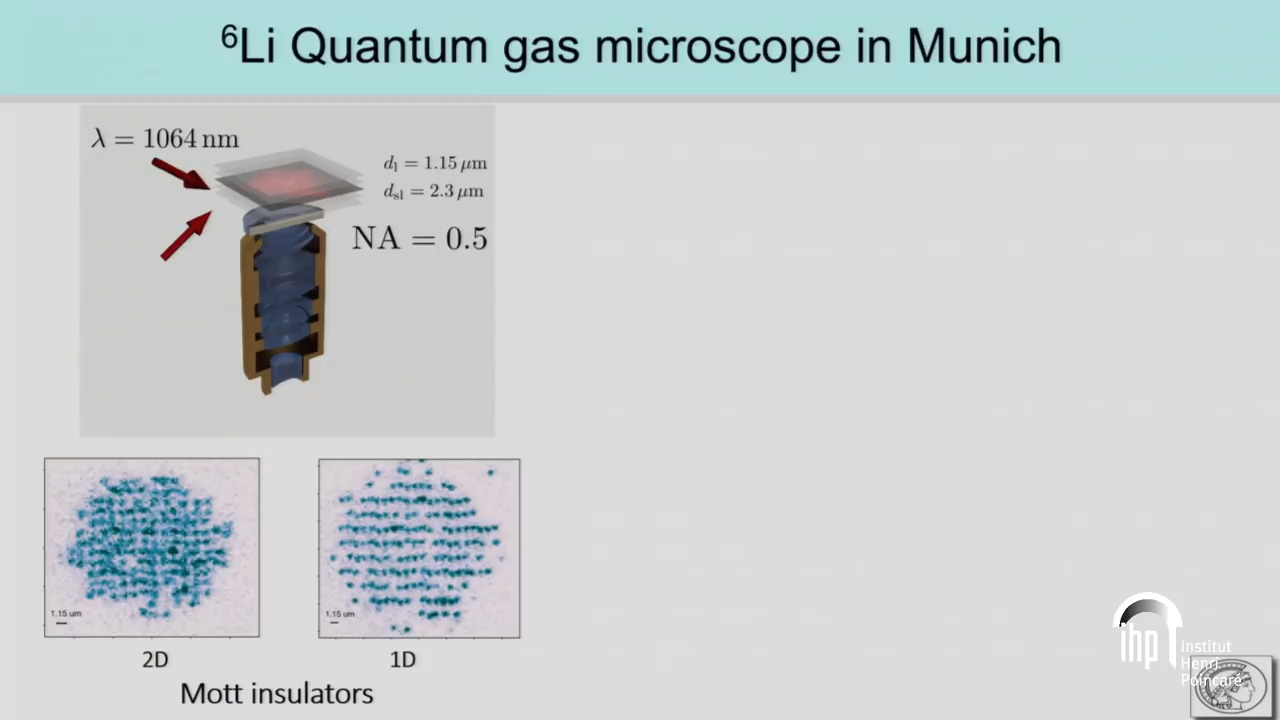 ⁶Li Quantum gas microscope in Munich
λ = 1064 nm
d_l = 1.15 μm
d_sl = 2.3 μm
NA = 0.5
1.15 um
1.15 um
2D
1D
Mott insulators
ihp
Institut
Henri
Poincaré